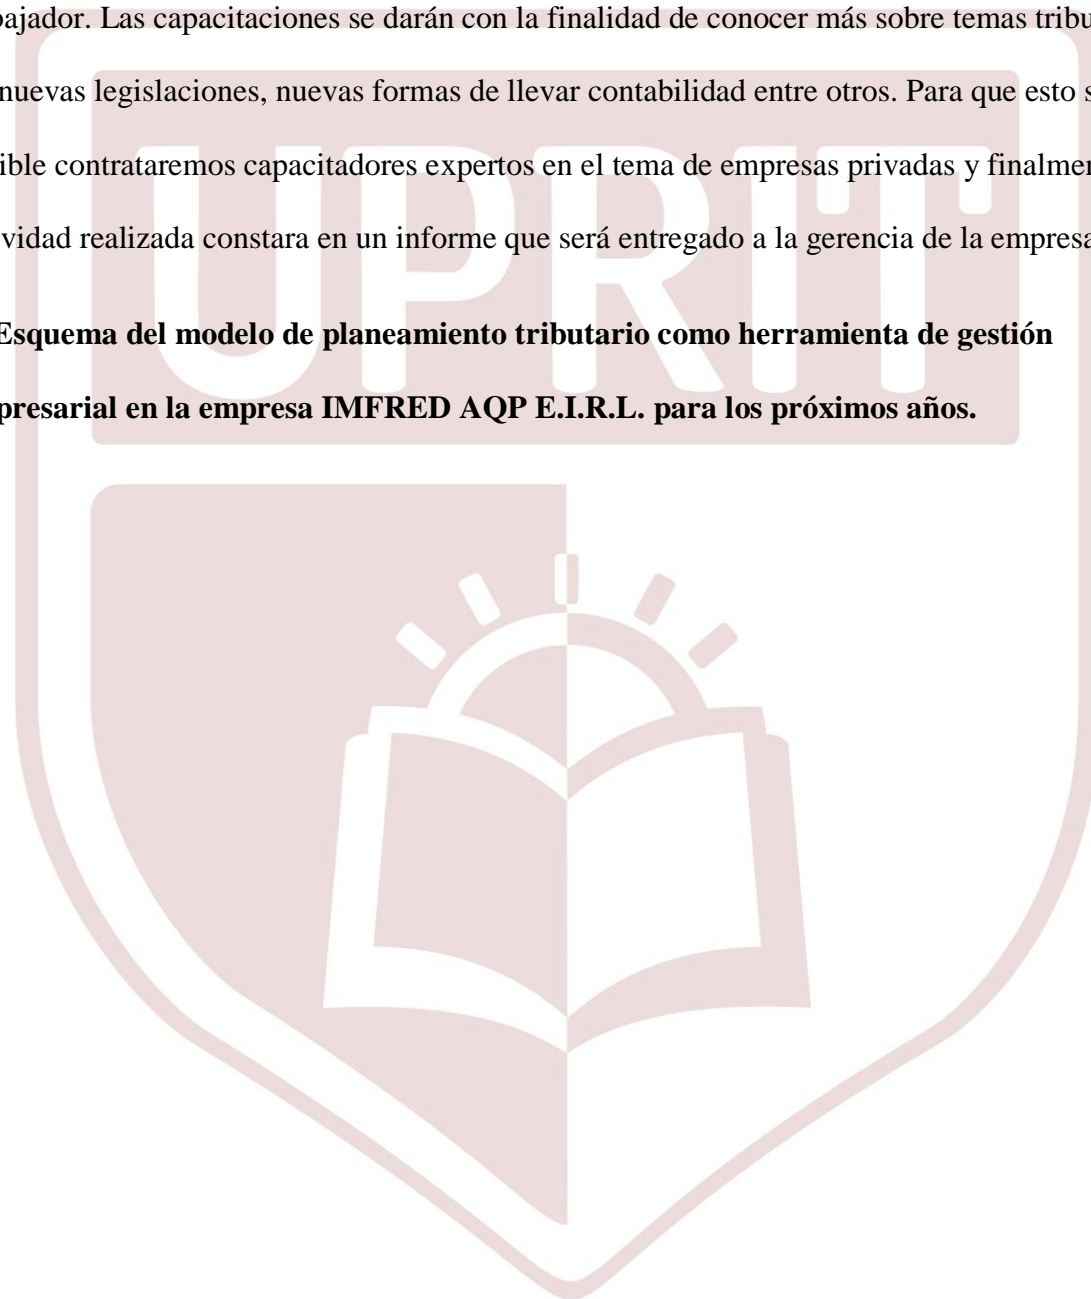 bajador. Las capacitaciones se darán con la finalidad de conocer más sobre temas tribu
nuevas legislaciones, nuevas formas de llevar contabilidad entre otros. Para que esto s
ible contrataremos capacitadores expertos en el tema de empresas privadas y finalmen
vidad realizada constara en un informe que será entregado a la gerencia de la empresa
Esquema del modelo de planeamiento tributario como herramienta de gestión
presarial en la empresa IMFRED AQP E.I.R.L. para los próximos años.
UPRIT